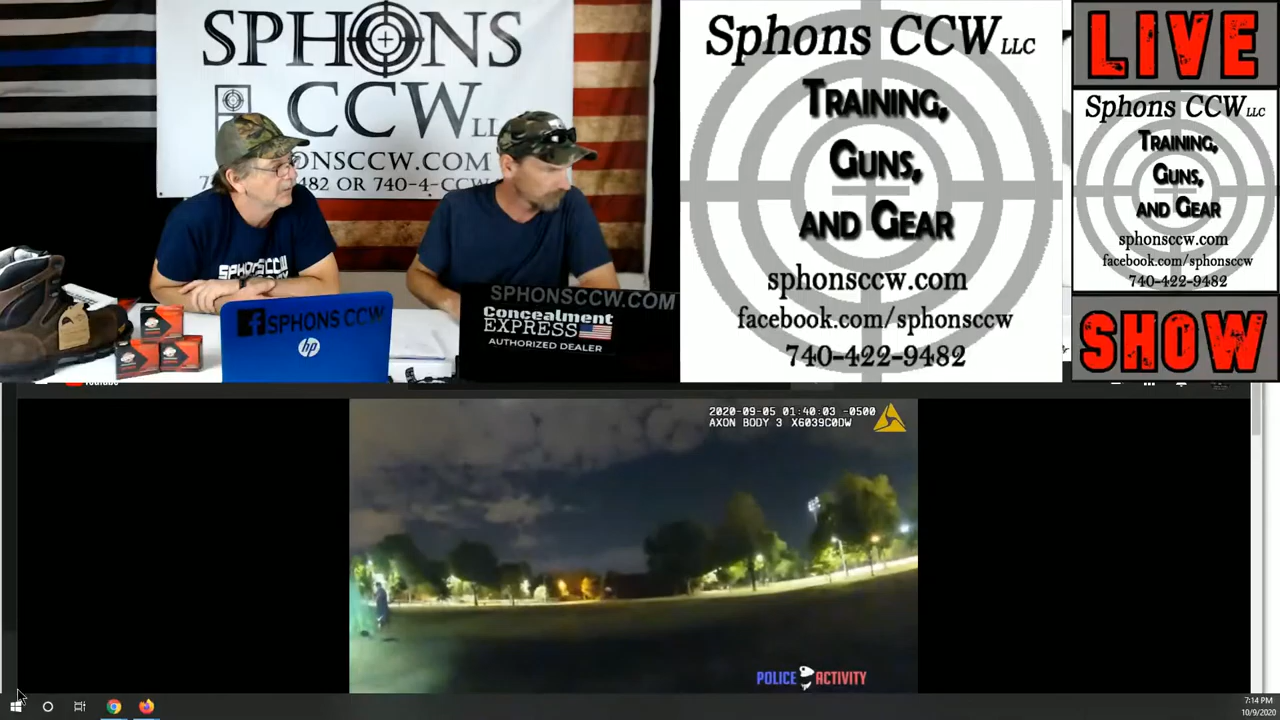 SPHONS
CCW LL
ONSCCW.COM
482 OR 740-4-CCW
SPHONS CCW
hp
SPHONSCCW.COM
Concealment
EXPRESS
AUTHORIZED DEALER
Sphons CCW LLC
Training,
Guns,
and Gear
sphonsccw.com
facebook.com/sphonsccw
740-422-9482
LIVE
Sphons CCW LLC
Training,
Guns,
and Gear
sphonsccw.com
facebook.com/sphonsccw
740-422-9482
SHOW
2020-09-05 01:40:03 -0500
AXON BODY 3 X6039C0DW
POLICE ACTIVITY
7:14 PM
10/9/2020